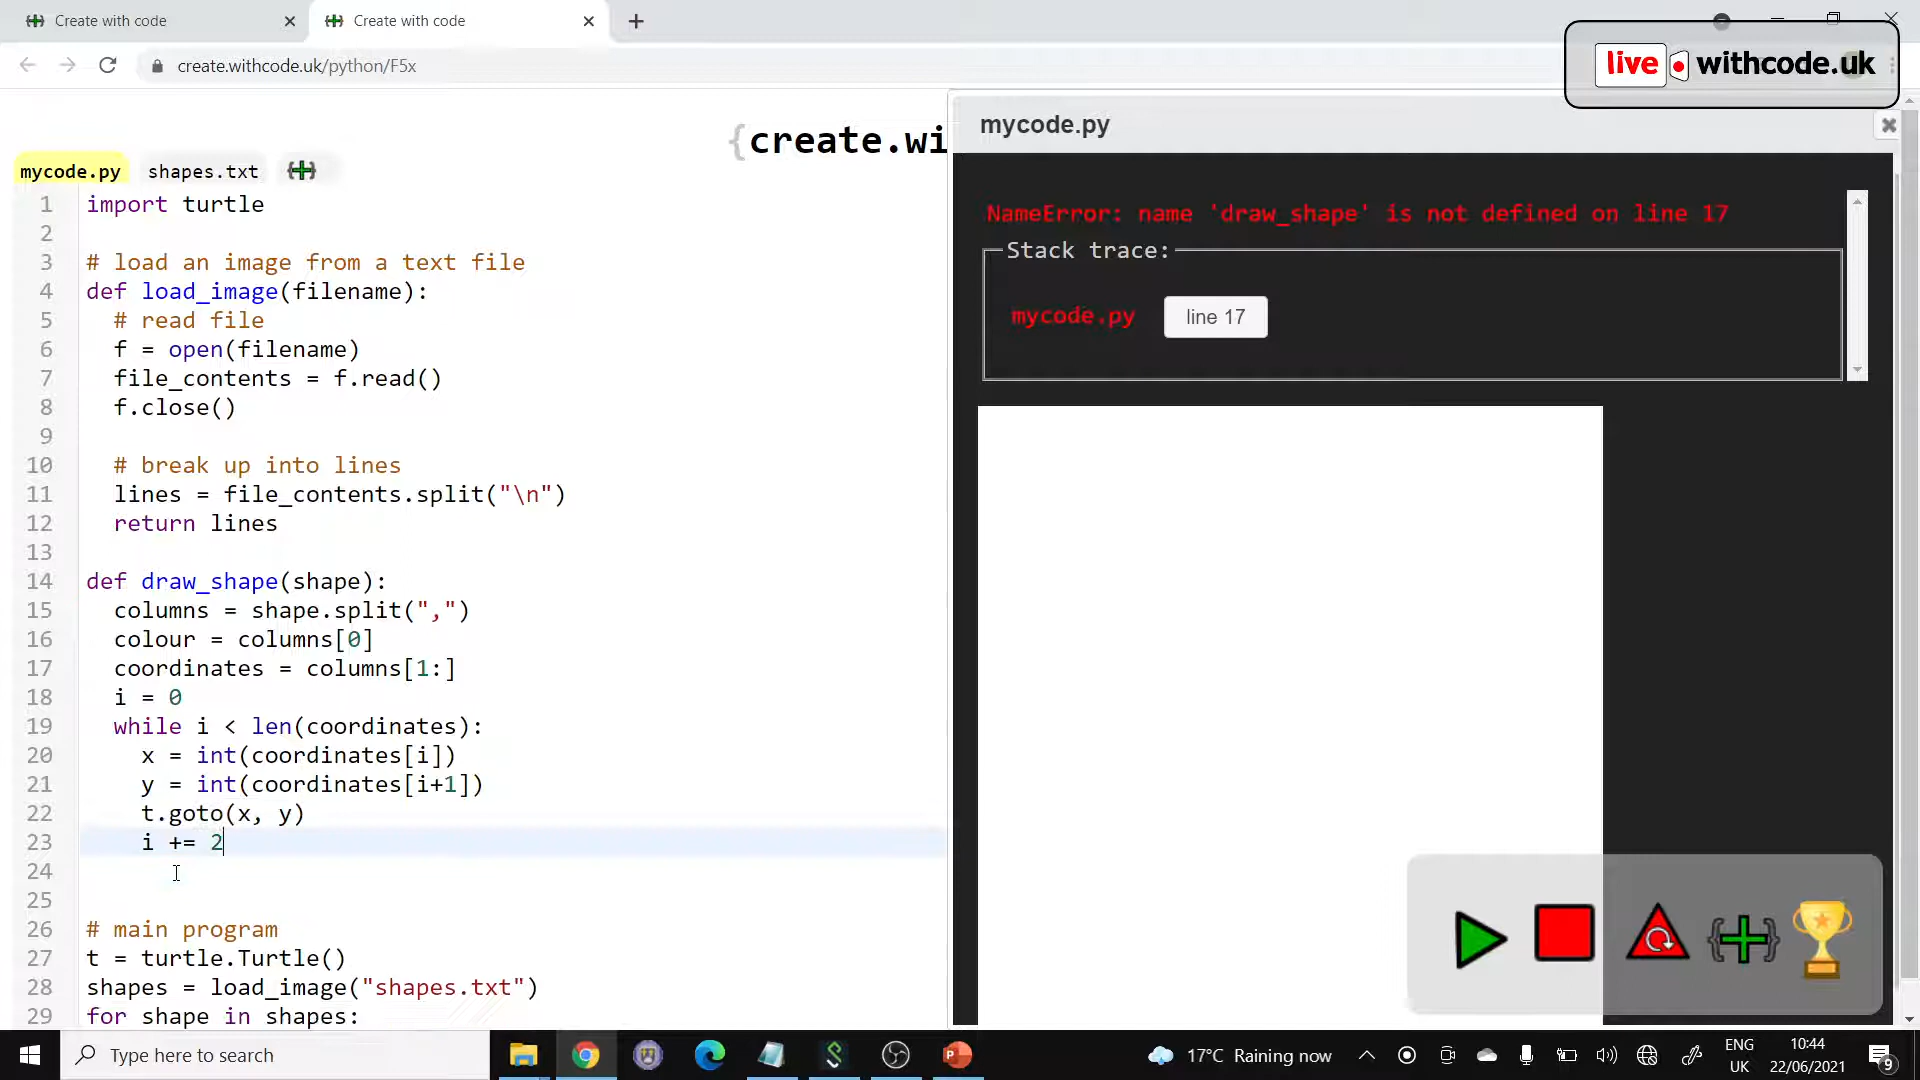 Create with code
Create with code
create.withcode.uk/python/F5x
live withcode.uk
{create.wi
mycode.py
mycode.py shapes.txt {+}
NameError: name 'draw_shape' is not defined on line 17
Stack trace:
mycode.py line 17
1 import turtle
2
3 # load an image from a text file
4 def load_image(filename):
5 # read file
6 f = open(filename)
7 file_contents = f.read()
8 f.close()
9
10 # break up into lines
11 lines = file_contents.split("\n")
12 return lines
13
14 def draw_shape(shape):
15 columns = shape.split(",")
16 colour = columns[0]
17 coordinates = columns[1:]
18 i = 0
19 while i < len(coordinates):
20 x = int(coordinates[i])
21 y = int(coordinates[i+1])
22 t.goto(x, y)
23 i += 2
24
25
26 # main program
27 t = turtle.Turtle()
28 shapes = load_image("shapes.txt")
29 for shape in shapes:
Type here to search
17°C Raining now
ENG
UK
10:44
22/06/2021
9